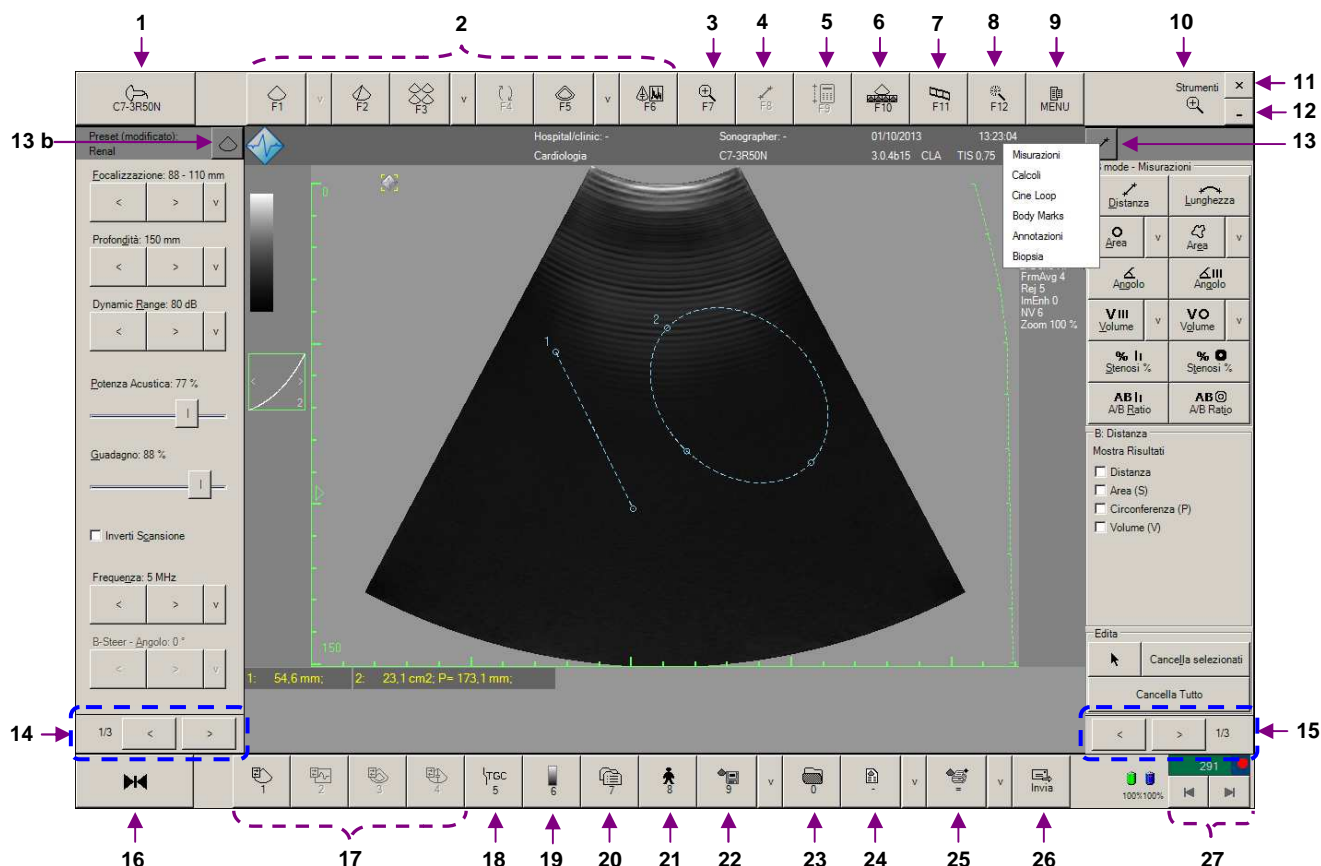 1
2
3
4
5
6
7
8
9
10
11
12
13
13 b
14
15
C7-3R50N
F1
v
F2
F3
v
F4
F5
v
F6
F7
F8
F9
F10
F11
F12
MENU
Strumenti
×
-
Preset (modificato):
Renal
Hospital/clinic: -
Sonographer: -
01/10/2013
13:23:04
Cardiologia
C7-3R50N
3.0.4b15
CLA
TIS 0,75
Misurazioni
Calcoli
Cine Loop
Body Marks
Annotazioni
Biopsia
FrmAvg 4
Rej 5
ImEnh 0
NV 6
Zoom 100 %
Focalizzazione: 88 - 110 mm
< > v
Profondità: 150 mm
< > v
Dynamic Range: 80 dB
< > v
Potenza Acustica: 77 %
Guadagno: 88 %
Inverti Scansione
Frequenza: 5 MHz
< > v
B-Steer - Angolo: 0 °
< > v
1/3 < >
0
150
< >
2
1
2
1: 54,6 mm;
2: 23,1 cm2; P= 173,1 mm;
mode - Misurazioni
Distanza
Lunghezza
Area
v
Area
v
Angolo
Angolo
V
Volume
v
V
Volume
v
%
Stenosi %
%
Stenosi %
AB
A/B Ratio
AB
A/B Ratio
B: Distanza
Mostra Risultati
Distanza
Area (S)
Circonferenza (P)
Volume (V)
Edita
Cancella selezionati
Cancella Tutto
< > 1/3
1
2
3
4
TGC
5
6
7
8
9
v
0
-
v
=
v
Invia
100%100%
291
16
17
18
19
20
21
22
23
24
25
26
27